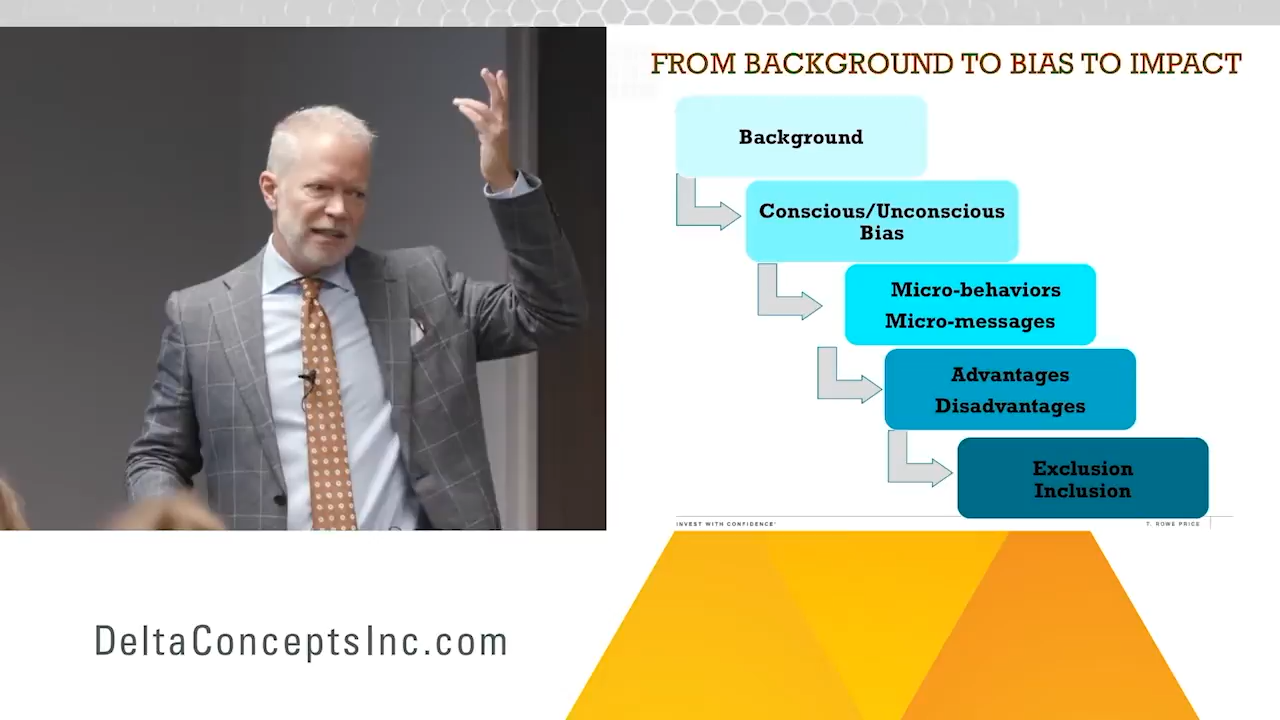 FROM BACKGROUND TO BIAS TO IMPACT
Background
Conscious/Unconscious
Bias
Micro-behaviors
Micro-messages
Advantages
Disadvantages
Exclusion
Inclusion
INVEST WITH CONFIDENCE®
T. ROWE PRICE
DeltaConceptsInc.com